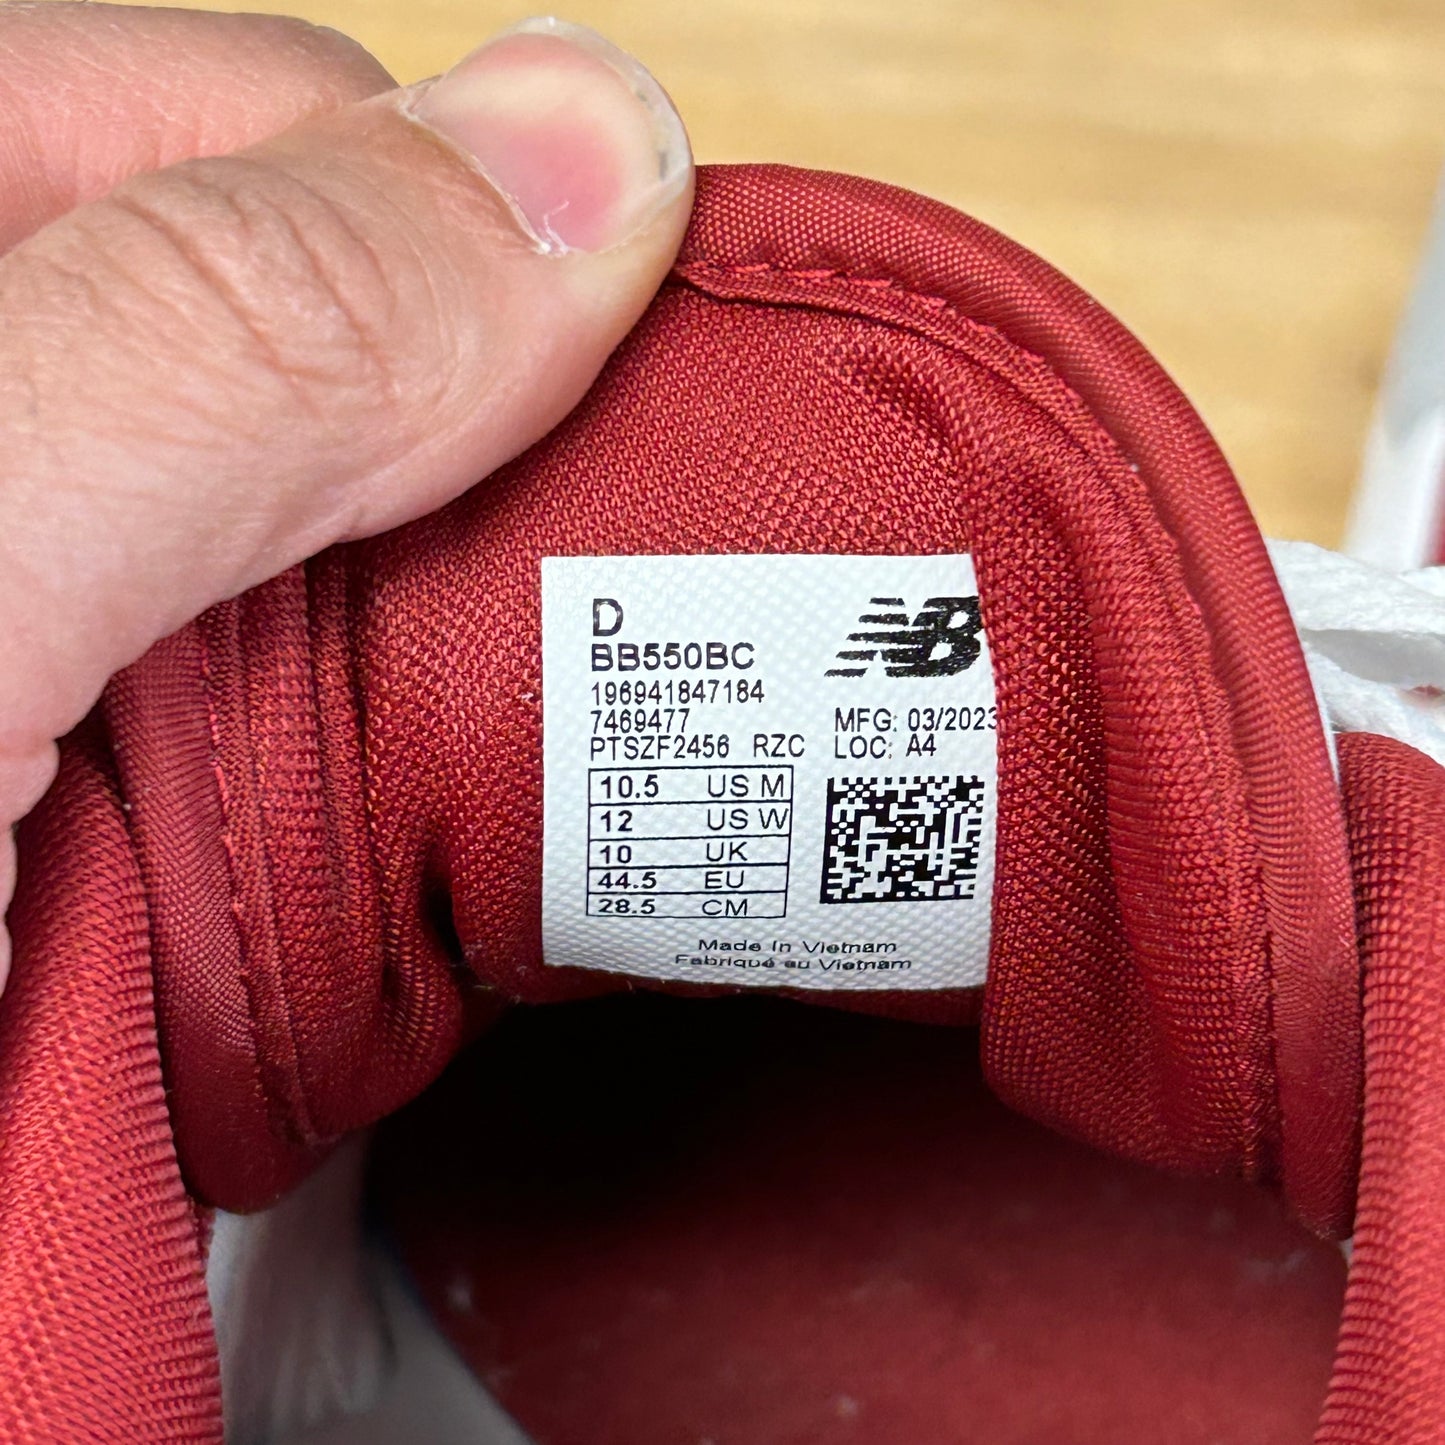 D
NB
BB550BC
196941847184
7469477
MFG: 03/2023
PTSZF2456 RZC
LOC: A4
10.5 US M
12 US W
10 UK
44.5 EU
28.5 CM
Made In Vietnam
Fabriqué au Vietnam